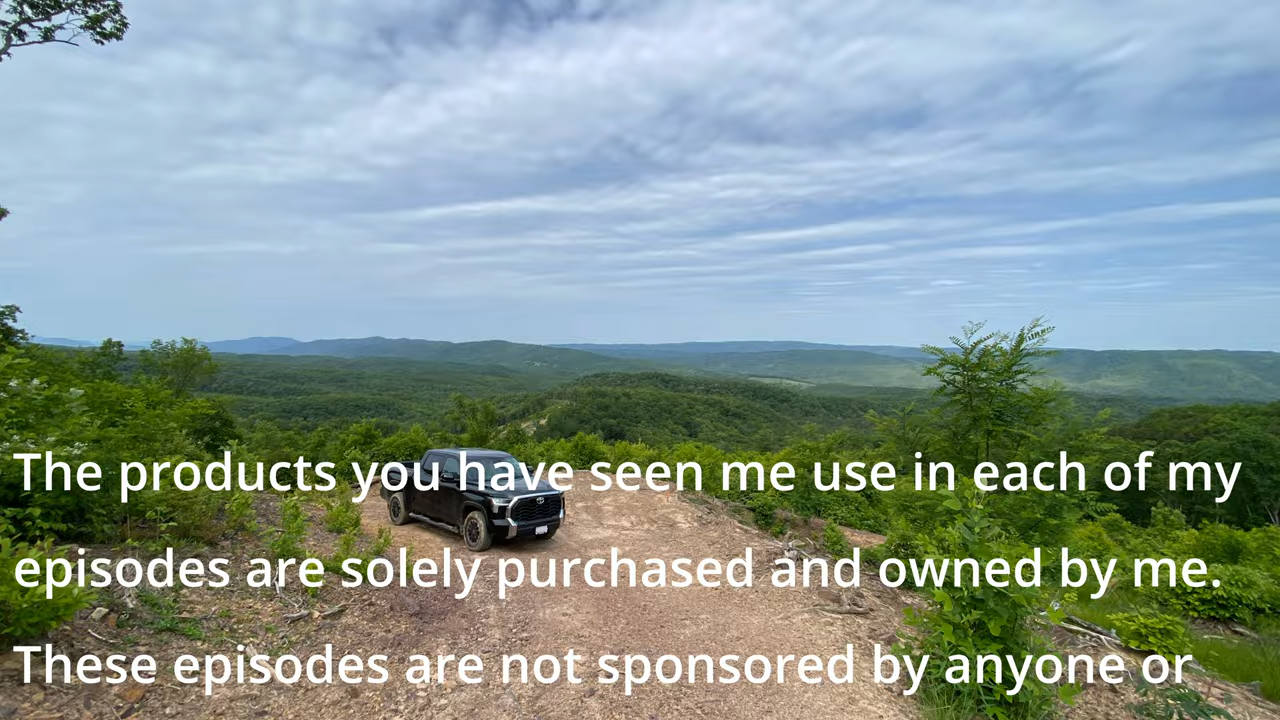 The products you have seen me use in each of my
episodes are solely purchased and owned by me.
These episodes are not sponsored by anyone or